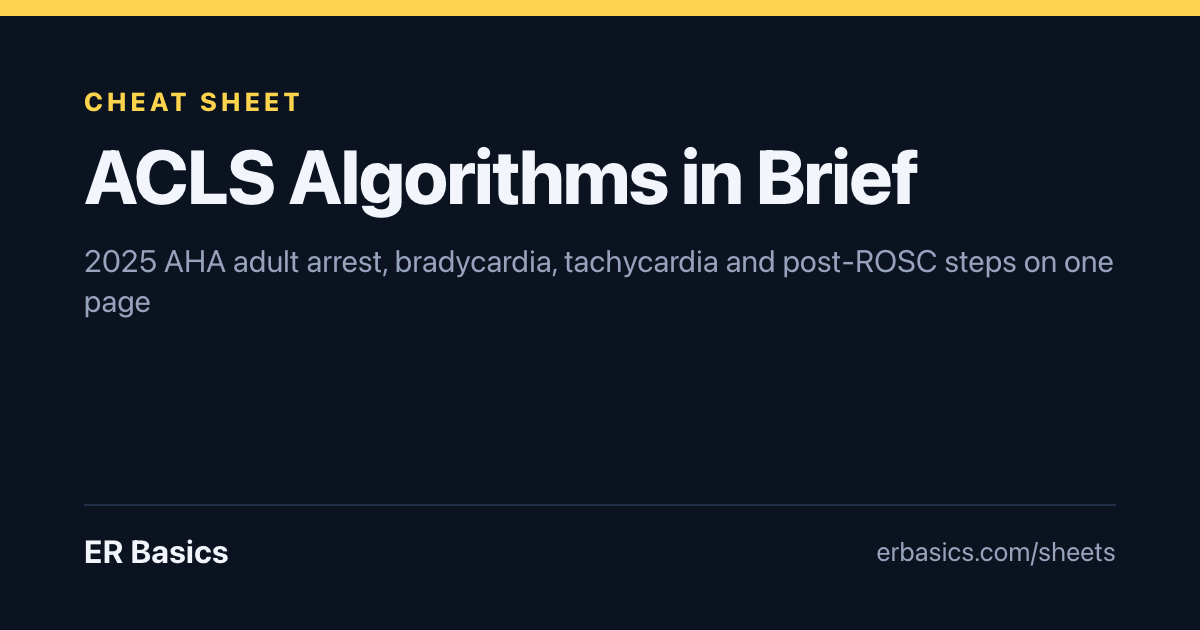 CHEAT SHEET
ACLS Algorithms in Brief
2025 AHA adult arrest, bradycardia, tachycardia and post-ROSC steps on one
page
ER Basics
erbasics.com/sheets